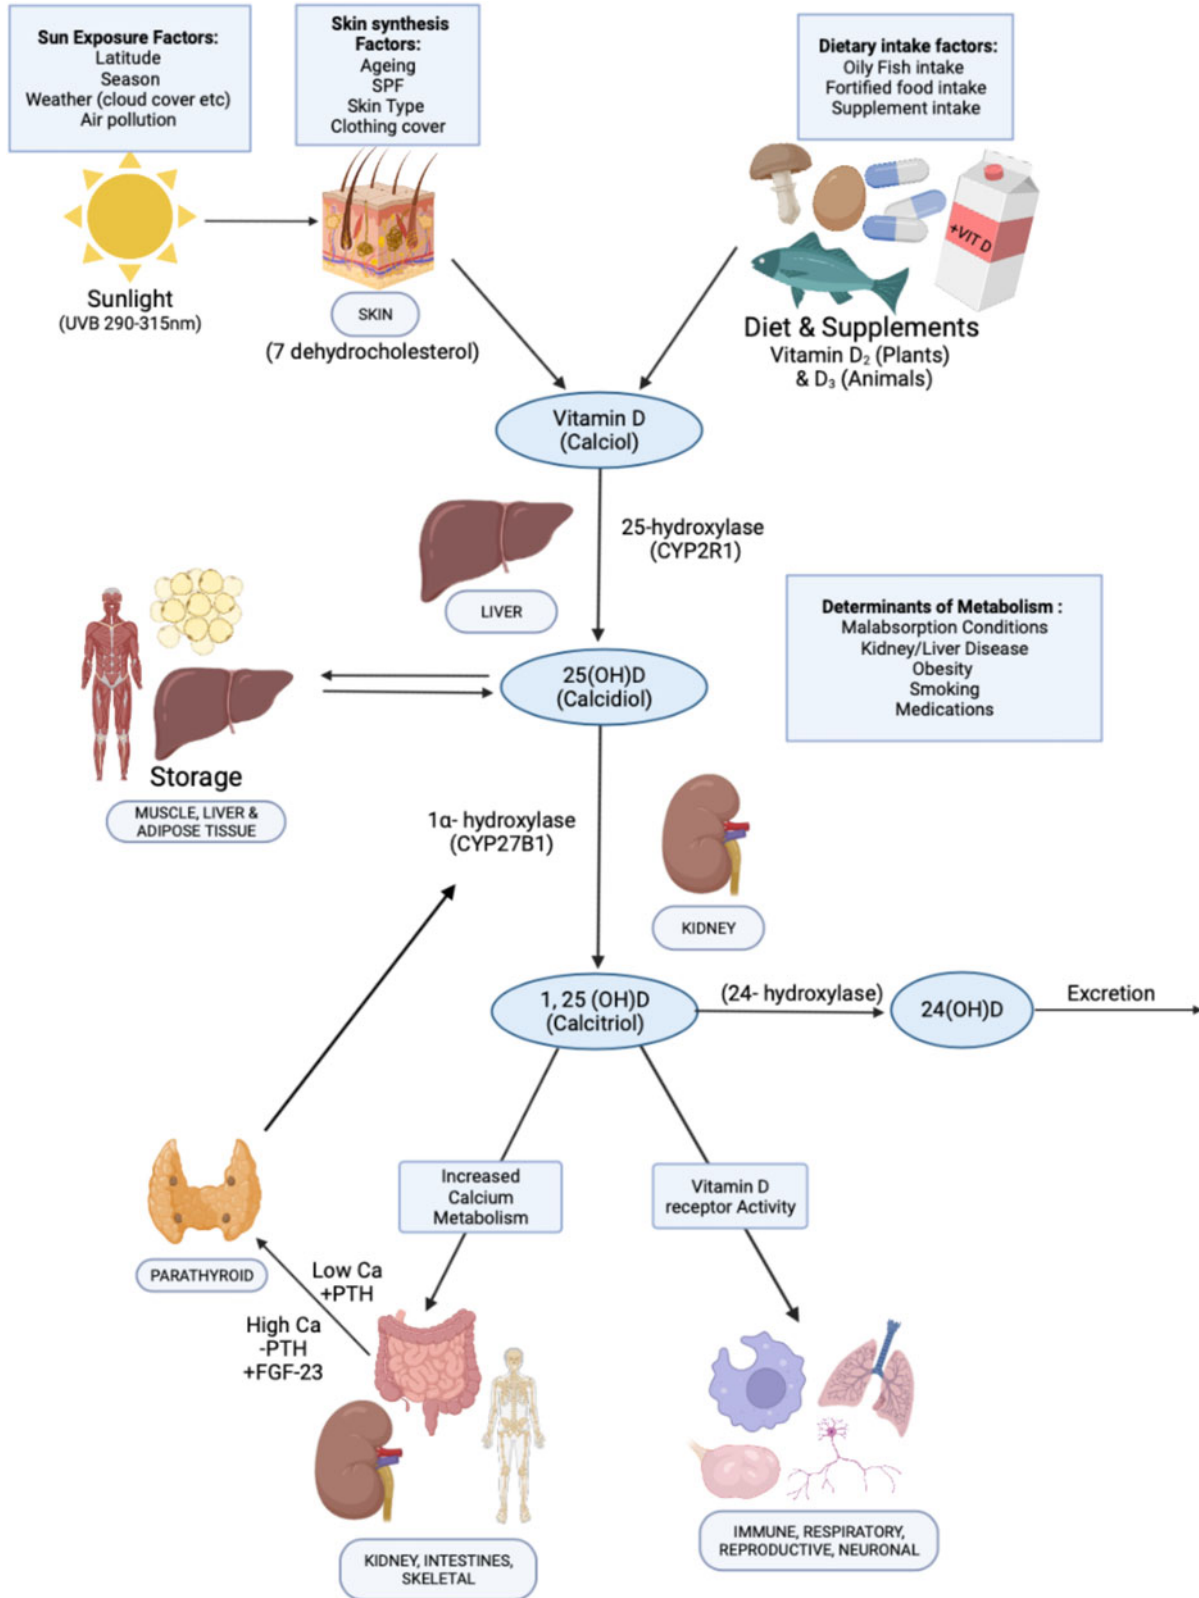 Sun Exposure Factors:
Latitude
Season
Weather (cloud cover etc)
Air pollution
Skin synthesis
Factors:
Ageing
SPF
Skin Type
Clothing cover
Dietary intake factors:
Oily Fish intake
Fortified food intake
Supplement intake
+VIT D
Sunlight
(UVB 290-315nm)
SKIN
(7 dehydrocholesterol)
Diet & Supplements
Vitamin D₂ (Plants)
& D₃ (Animals)
Vitamin D
(Calciol)
25-hydroxylase
(CYP2R1)
LIVER
Determinants of Metabolism :
Malabsorption Conditions
Kidney/Liver Disease
Obesity
Smoking
Medications
25(OH)D
(Calcidiol)
Storage
MUSCLE, LIVER &
ADIPOSE TISSUE
1α- hydroxylase
(CYP27B1)
KIDNEY
1, 25 (OH)D
(Calcitriol)
(24- hydroxylase)
24(OH)D
Excretion
Increased
Calcium
Metabolism
Vitamin D
receptor Activity
PARATHYROID
Low Ca
+PTH
High Ca
-PTH
+FGF-23
KIDNEY, INTESTINES,
SKELETAL
IMMUNE, RESPIRATORY,
REPRODUCTIVE, NEURONAL